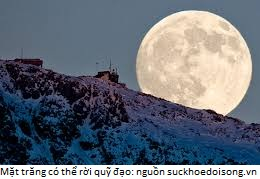 Mặt trăng có thể rời quỹ đạo: nguồn suckhoedoisong.vn